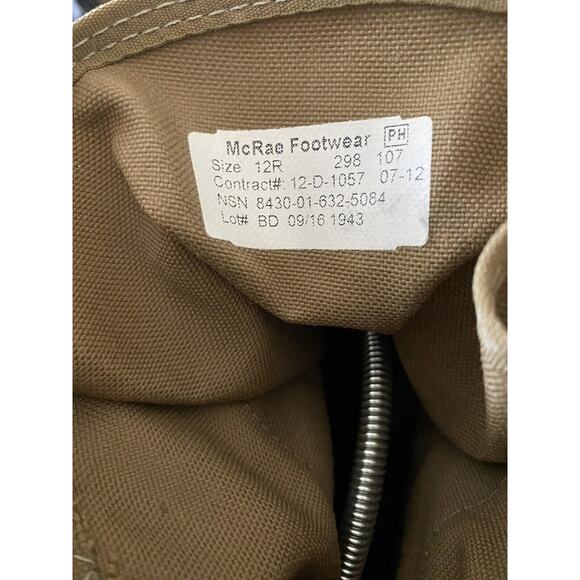 McRae Footwear PH
Size 12R 298 107
Contract#: 12-D-1057 07-12
NSN 8430-01-632-5084
Lot# BD 09/16 1943